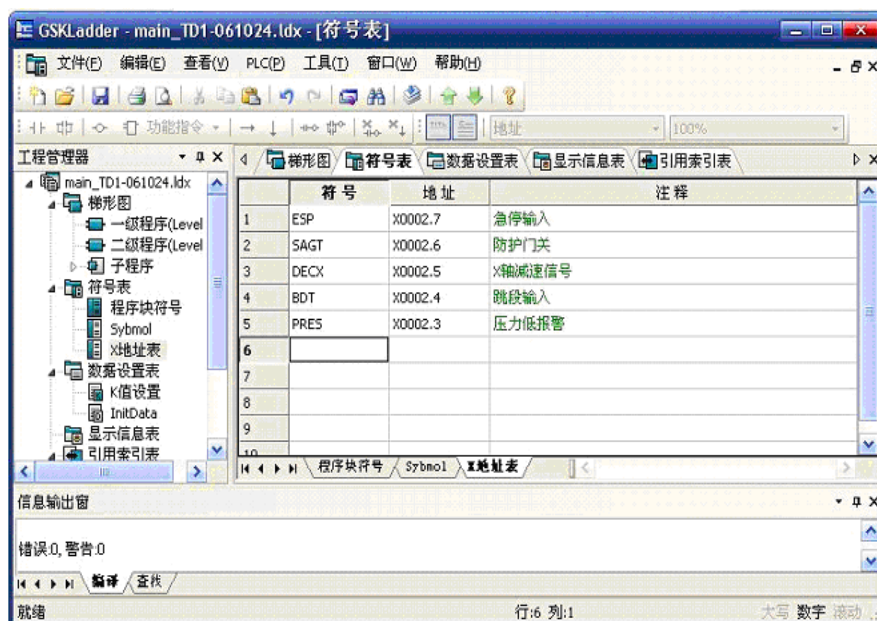 GSKLadder - main_TD1-061024.ldx - [符号表]
文件(F) 编辑(E) 查看(V) PLC(P) 工具(T) 窗口(W) 帮助(H)
功能指令 地址 100%
工程管理器
main_TD1-061024.ldx
梯形图
一级程序(Level
二级程序(Level
子程序
符号表
程序块符号
Sybmol
X地址表
数据设置表
K值设置
InitData
显示信息表
引用索引表
梯形图 符号表 数据设置表 显示信息表 引用索引表
符号 地址 注释
1 ESP X0002.7 急停输入
2 SAGT X0002.6 防护门关
3 DECX X0002.5 X轴减速信号
4 BDT X0002.4 跳段输入
5 PRES X0002.3 压力低报警
6
7
8
9
10
程序块符号 Sybmol X地址表
信息输出窗
错误:0, 警告:0
编译 查找
就绪 行:6 列:1 大写 数字 滚动